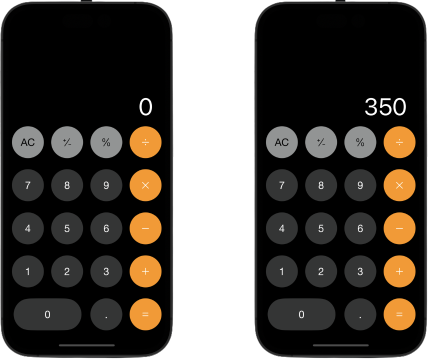 0 350
AC +/- % ÷ AC +/- % ÷
7 8 9 × 7 8 9 ×
4 5 6 − 4 5 6 −
1 2 3 + 1 2 3 +
0 . = 0 . =